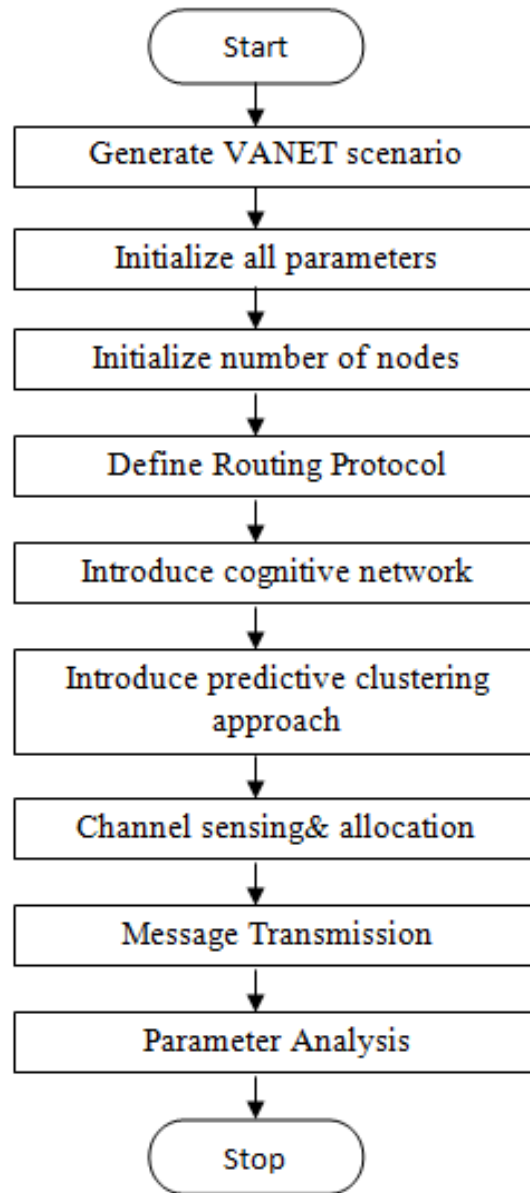 Start
Generate VANET scenario
Initialize all parameters
Initialize number of nodes
Define Routing Protocol
Introduce cognitive network
Introduce predictive clustering
approach
Channel sensing& allocation
Message Transmission
Parameter Analysis
Stop